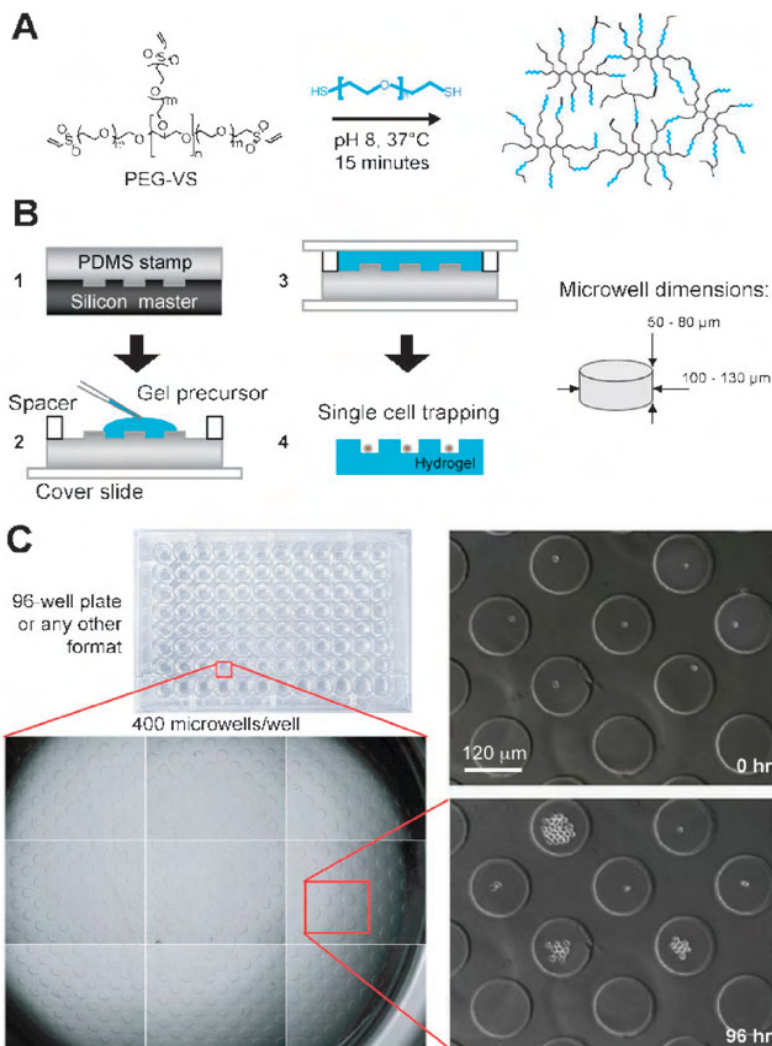 A
O
S
O
O
m
O
S
O
O
m
O
O
n
O
O
m
S
O
O
PEG-VS
HS
O
n
SH
pH 8, 37°C
15 minutes
B
1
PDMS stamp
Silicon master
3
Microwell dimensions:
50 - 80 µm
100 - 130 µm
Spacer
Gel precursor
2
Cover slide
Single cell trapping
4
Hydrogel
C
96-well plate
or any other
format
400 microwells/well
120 µm
0 hr
96 hr